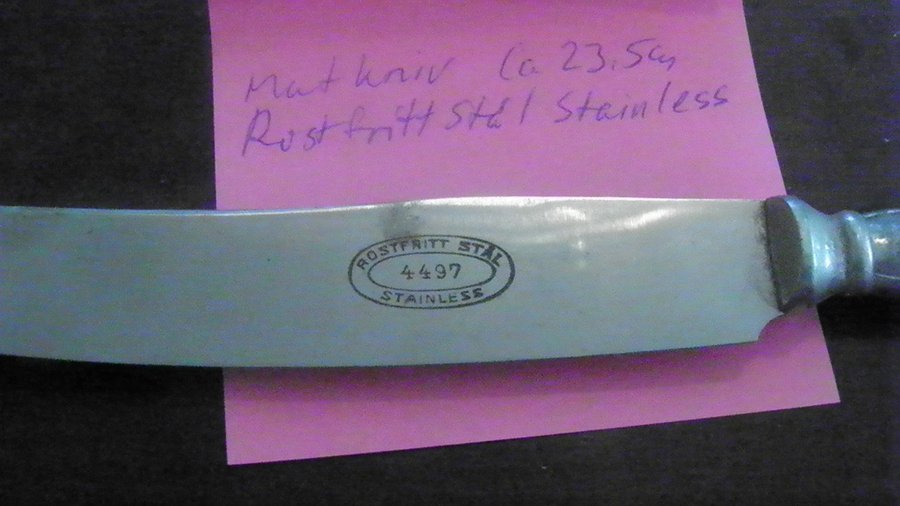 Matkniv Ca 23.5cm
Rostfritt Stål Stainless
ROSTFRITT STÅL
4497
STAINLESS